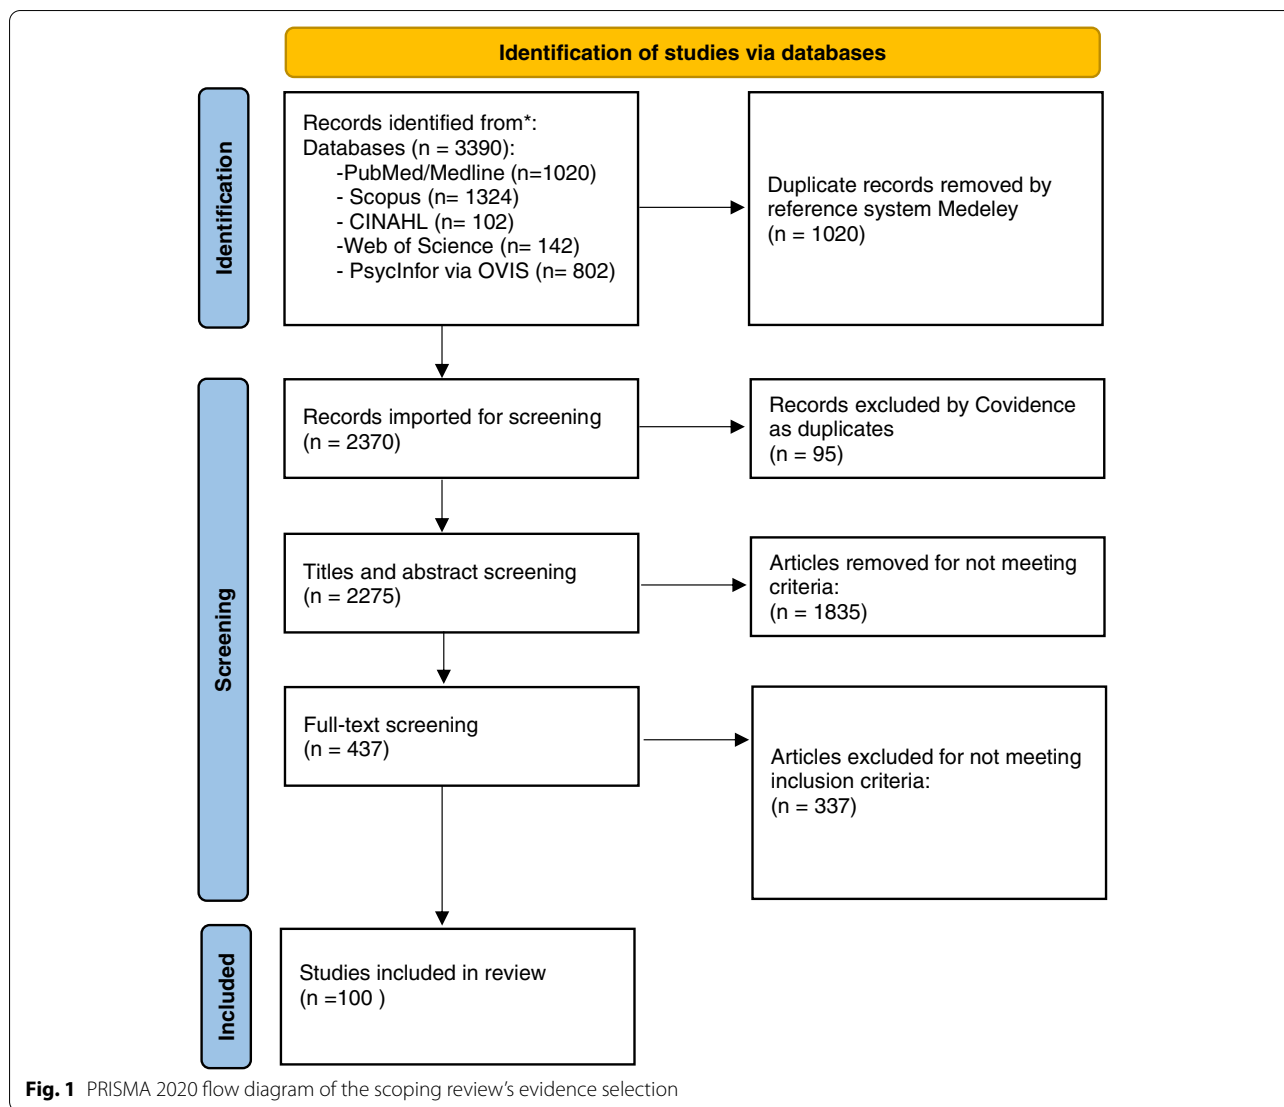 Identification of studies via databases
Identification
Records identified from*:
Databases (n = 3390):
-PubMed/Medline (n=1020)
- Scopus (n= 1324)
- CINAHL (n= 102)
-Web of Science (n= 142)
- PsycInfor via OVIS (n= 802)
Duplicate records removed by
reference system Medeley
(n = 1020)
Screening
Records imported for screening
(n = 2370)
Records excluded by Covidence
as duplicates
(n = 95)
Titles and abstract screening
(n = 2275)
Articles removed for not meeting
criteria:
(n = 1835)
Full-text screening
(n = 437)
Articles excluded for not meeting
inclusion criteria:
(n = 337)
Included
Studies included in review
(n =100 )
Fig. 1 PRISMA 2020 flow diagram of the scoping review's evidence selection